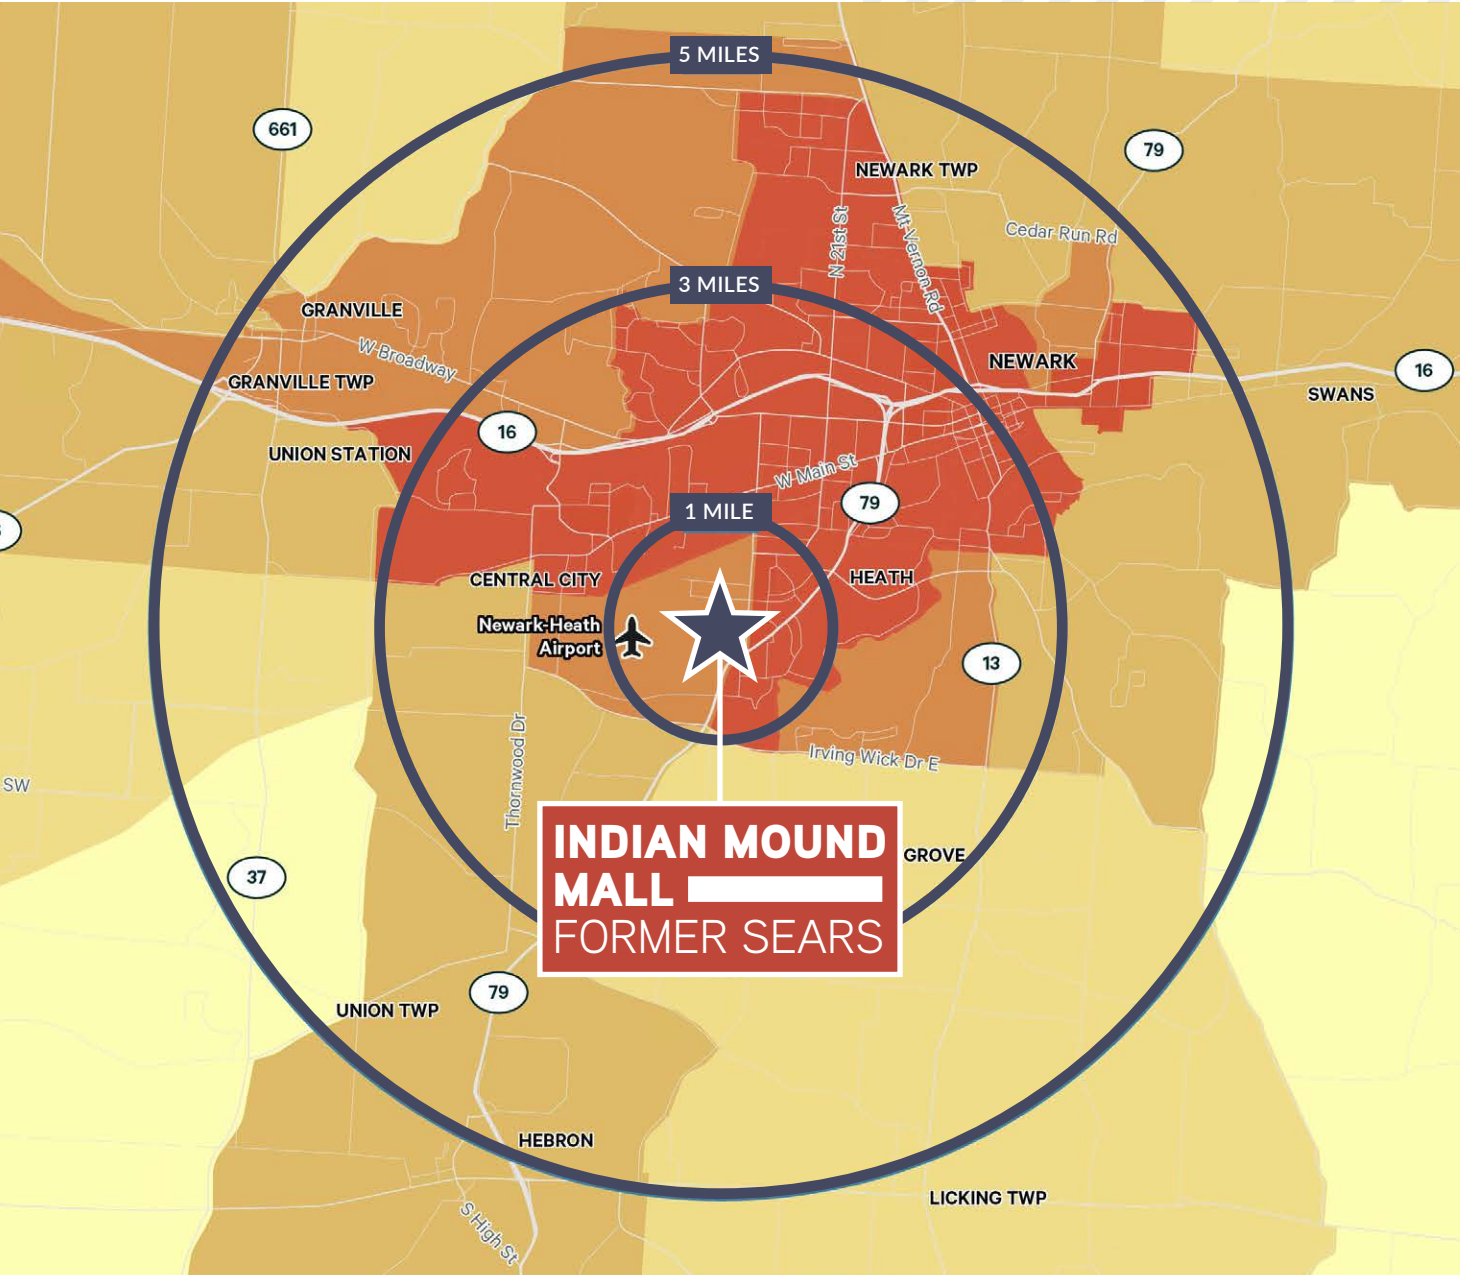 5 MILES
661
79
NEWARK TWP
N 21st St
Mt Vernon Rd
Cedar Run Rd
3 MILES
GRANVILLE
W Broadway
NEWARK
GRANVILLE TWP
16
SWANS
16
UNION STATION
W Main St
79
1 MILE
CENTRAL CITY
HEATH
Newark-Heath
Airport
13
Thornwood Dr
Irving Wick Dr E
SW
INDIAN MOUND
MALL
FORMER SEARS
GROVE
37
79
UNION TWP
HEBRON
LICKING TWP
S High St